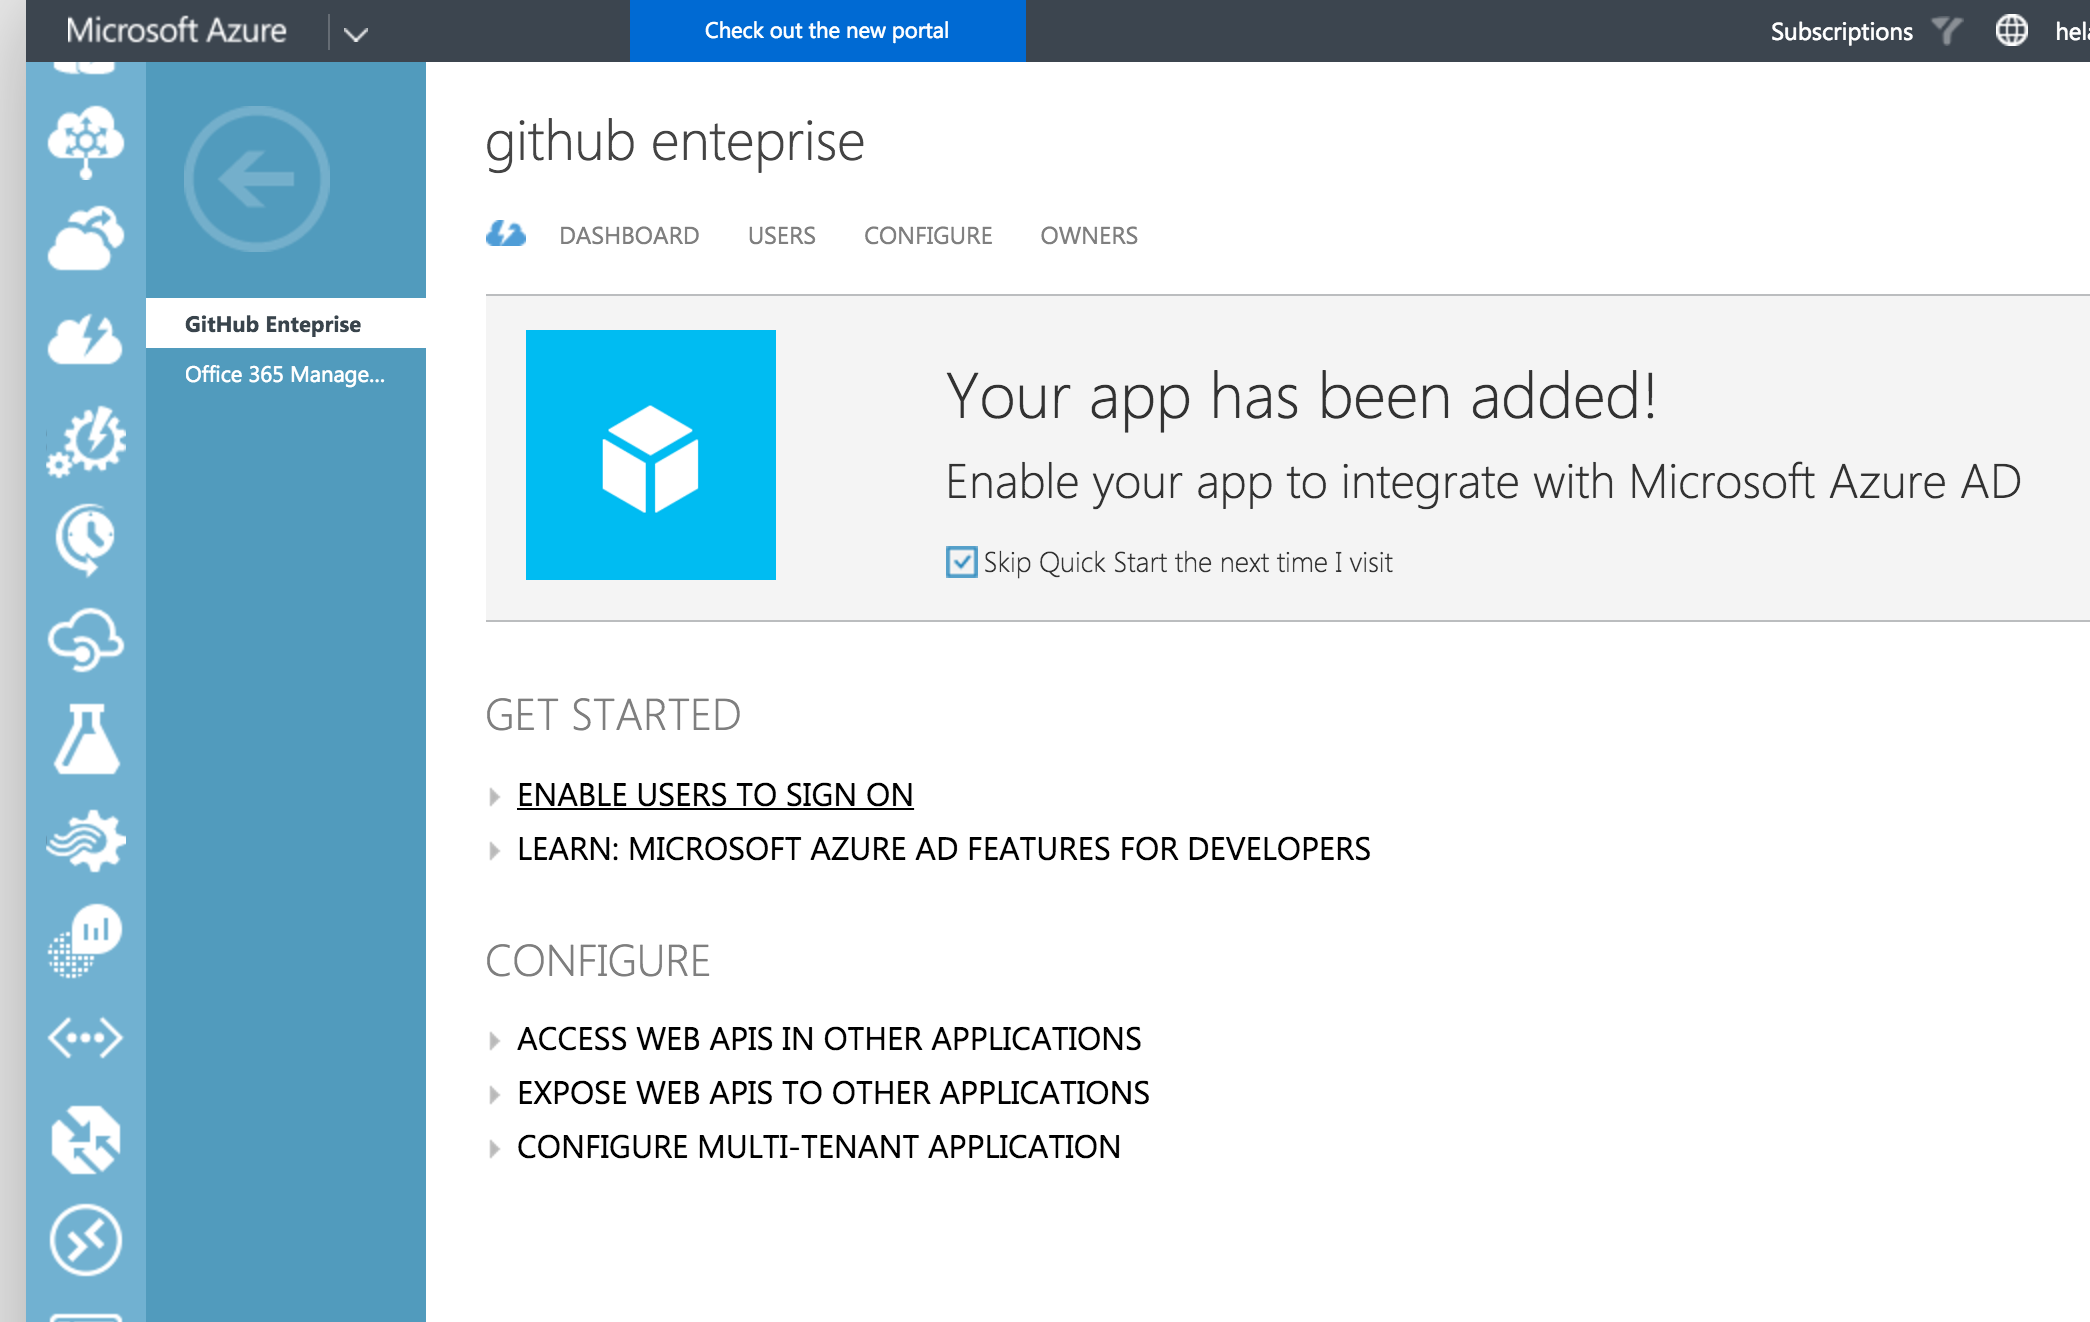 Microsoft Azure
Check out the new portal
Subscriptions
github enteprise
DASHBOARD USERS CONFIGURE OWNERS
GitHub Enteprise
Office 365 Manage...
Your app has been added!
Enable your app to integrate with Microsoft Azure AD
Skip Quick Start the next time I visit
GET STARTED
ENABLE USERS TO SIGN ON
LEARN: MICROSOFT AZURE AD FEATURES FOR DEVELOPERS
CONFIGURE
ACCESS WEB APIS IN OTHER APPLICATIONS
EXPOSE WEB APIS TO OTHER APPLICATIONS
CONFIGURE MULTI-TENANT APPLICATION